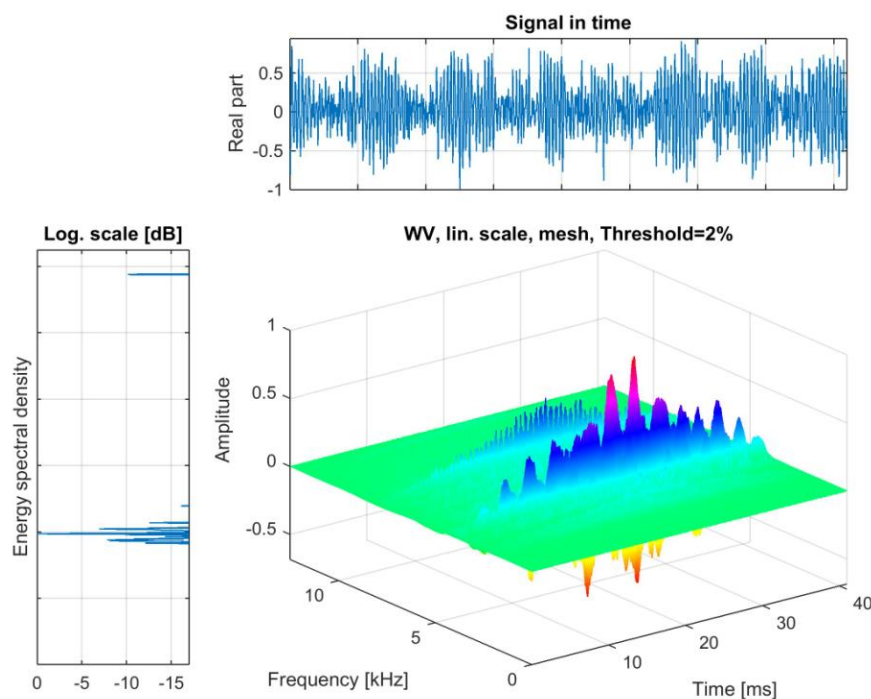 Signal in time
Real part
0.5
0
-0.5
-1
Log. scale [dB]
Energy spectral density
0 -5 -10 -15
WV, lin. scale, mesh, Threshold=2%
Amplitude
1
0.5
0
-0.5
10
5
0
Frequency [kHz]
10
20
30
40
Time [ms]